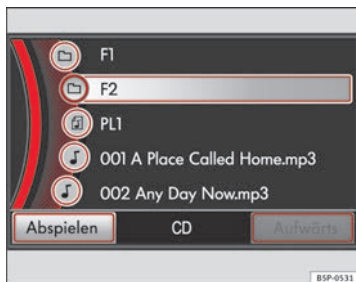 F1
F2
PL1
001 A Place Called Home.mp3
002 Any Day Now.mp3
Abspielen CD Aufwärts
B5P-0531